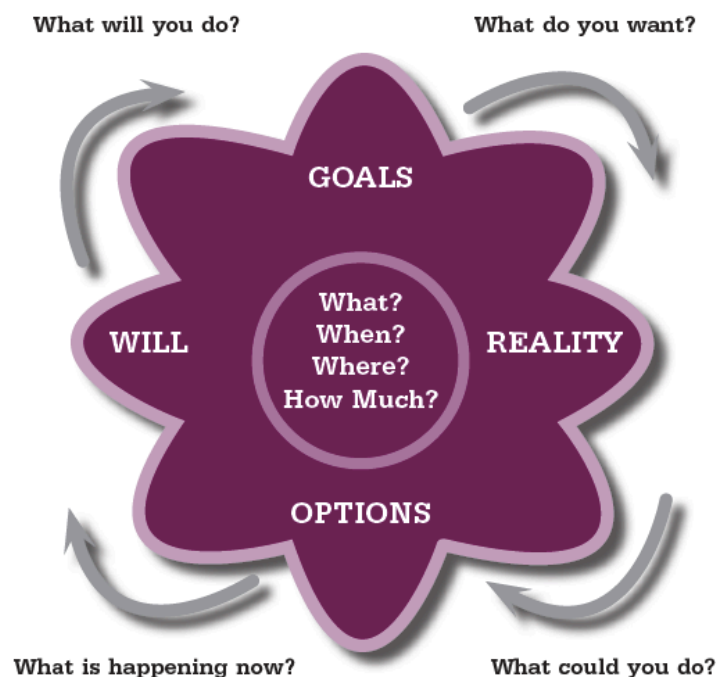 What will you do?
What do you want?
GOALS
What?
When?
Where?
How Much?
WILL
REALITY
OPTIONS
What is happening now?
What could you do?